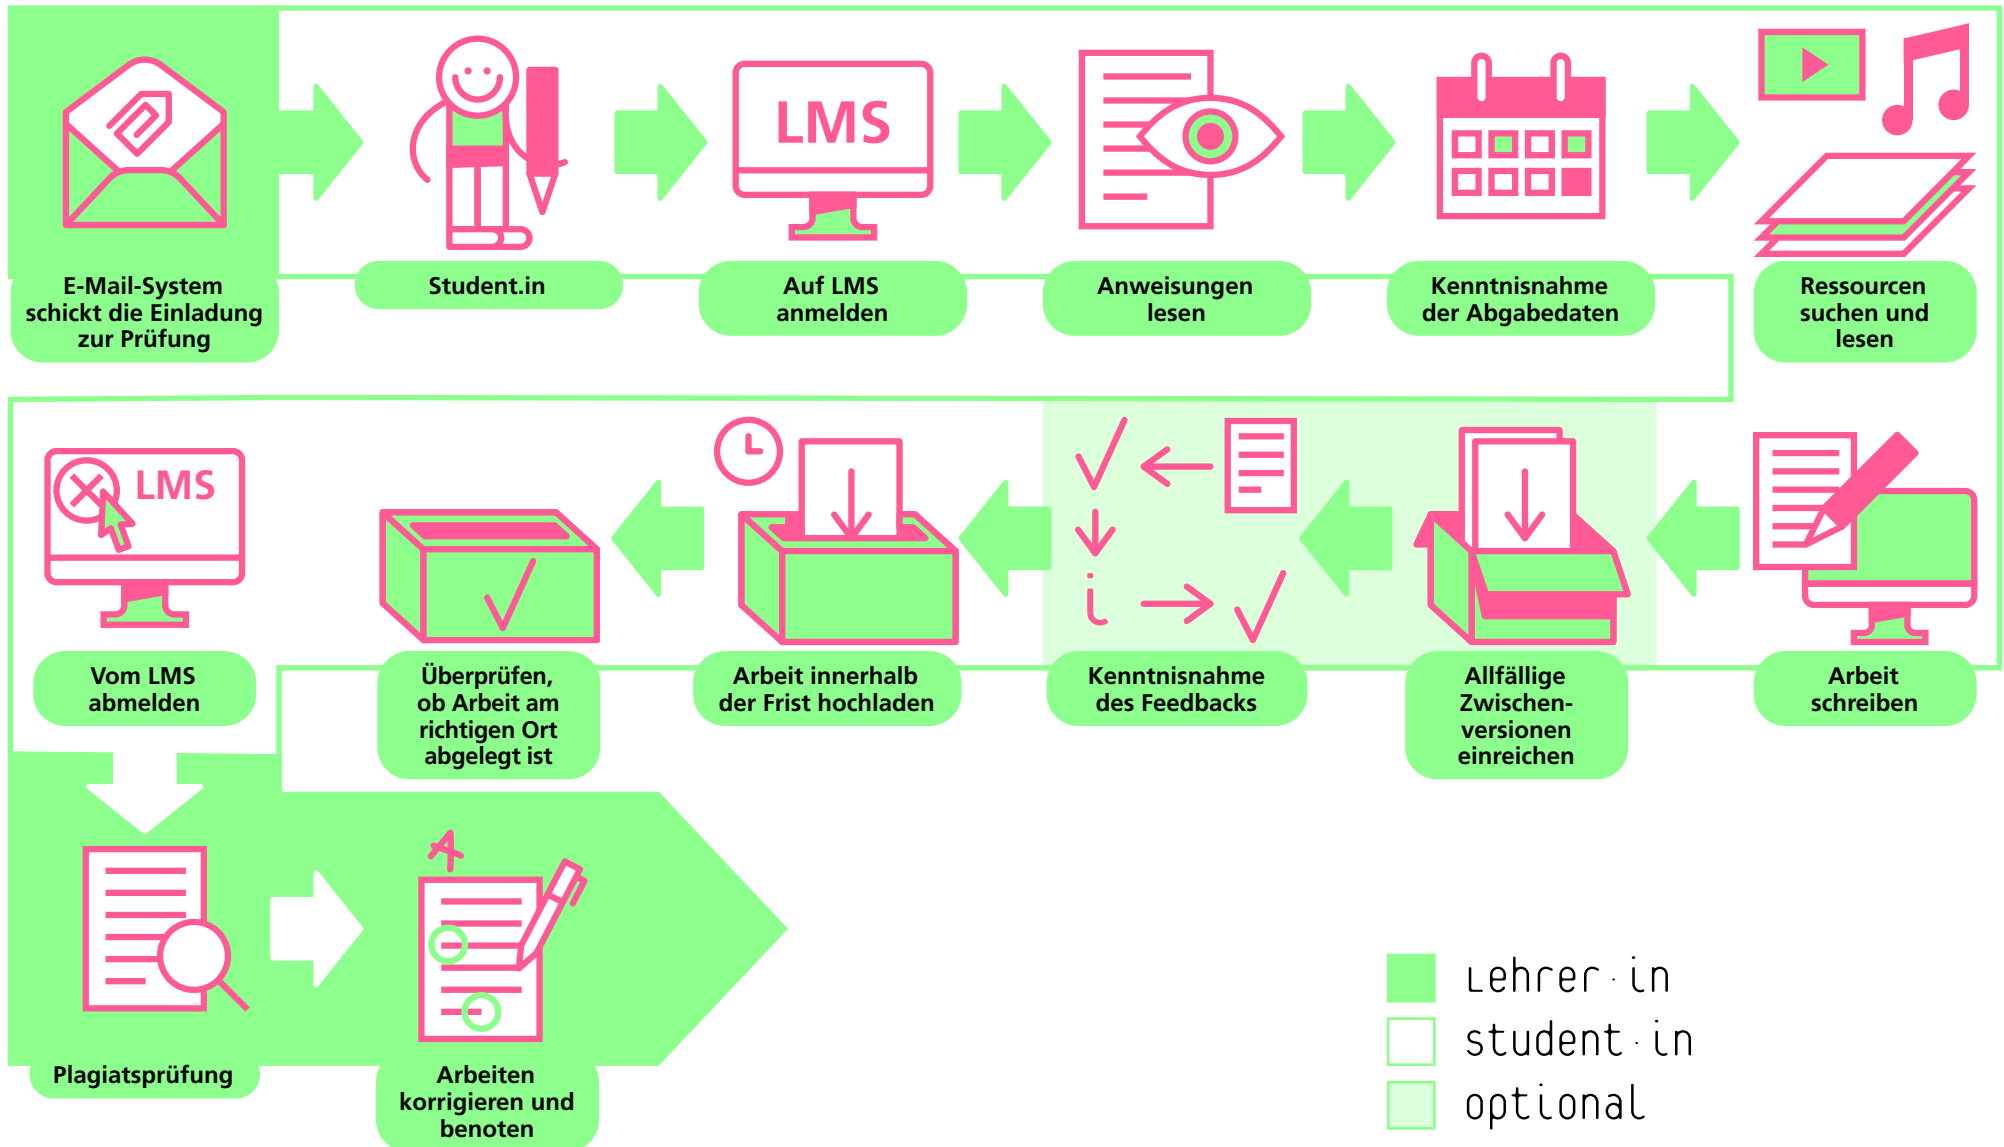 LMS
E-Mail-System
schickt die Einladung
zur Prüfung
Student.in
Auf LMS
anmelden
Anweisungen
lesen
Kenntnisnahme
der Abgabedaten
Ressourcen
suchen und
lesen
Arbeit
schreiben
Allfällige
Zwischen-
versionen
einreichen
i
Kenntnisnahme
des Feedbacks
Arbeit innerhalb
der Frist hochladen
Überprüfen,
ob Arbeit am
richtigen Ort
abgelegt ist
LMS
Vom LMS
abmelden
Plagiatsprüfung
A
Arbeiten
korrigieren und
benoten
Lehrer·in
student·in
optional